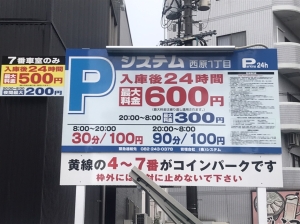 7番車室のみ
入庫後24時間
最大料金 500円
200円
P システム 西原1丁目
P 24h
入庫後24時間
最大料金 600円
20:00〜8:00 300円
8:00〜20:00 20:00〜8:00
30分/100円 90分/100円
黄線の4〜7番がコインパークです
枠外には 対に止めないで下さい